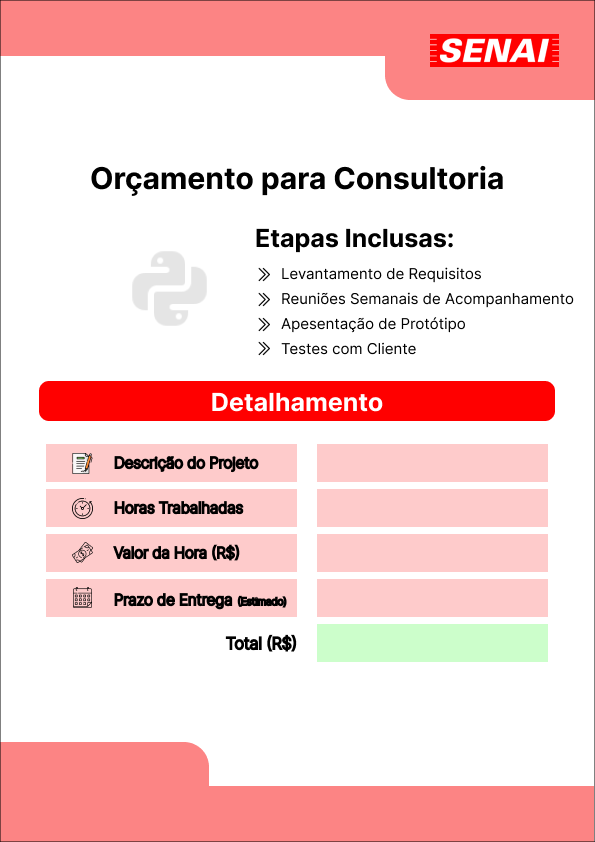 SENAI
Orçamento para Consultoria
Etapas Inclusas:
Levantamento de Requisitos
Reuniões Semanais de Acompanhamento
Apesentação de Protótipo
Testes com Cliente
Detalhamento
Descrição do Projeto
Horas Trabalhadas
Valor da Hora (R$)
Prazo de Entrega (Estimado)
Total (R$)